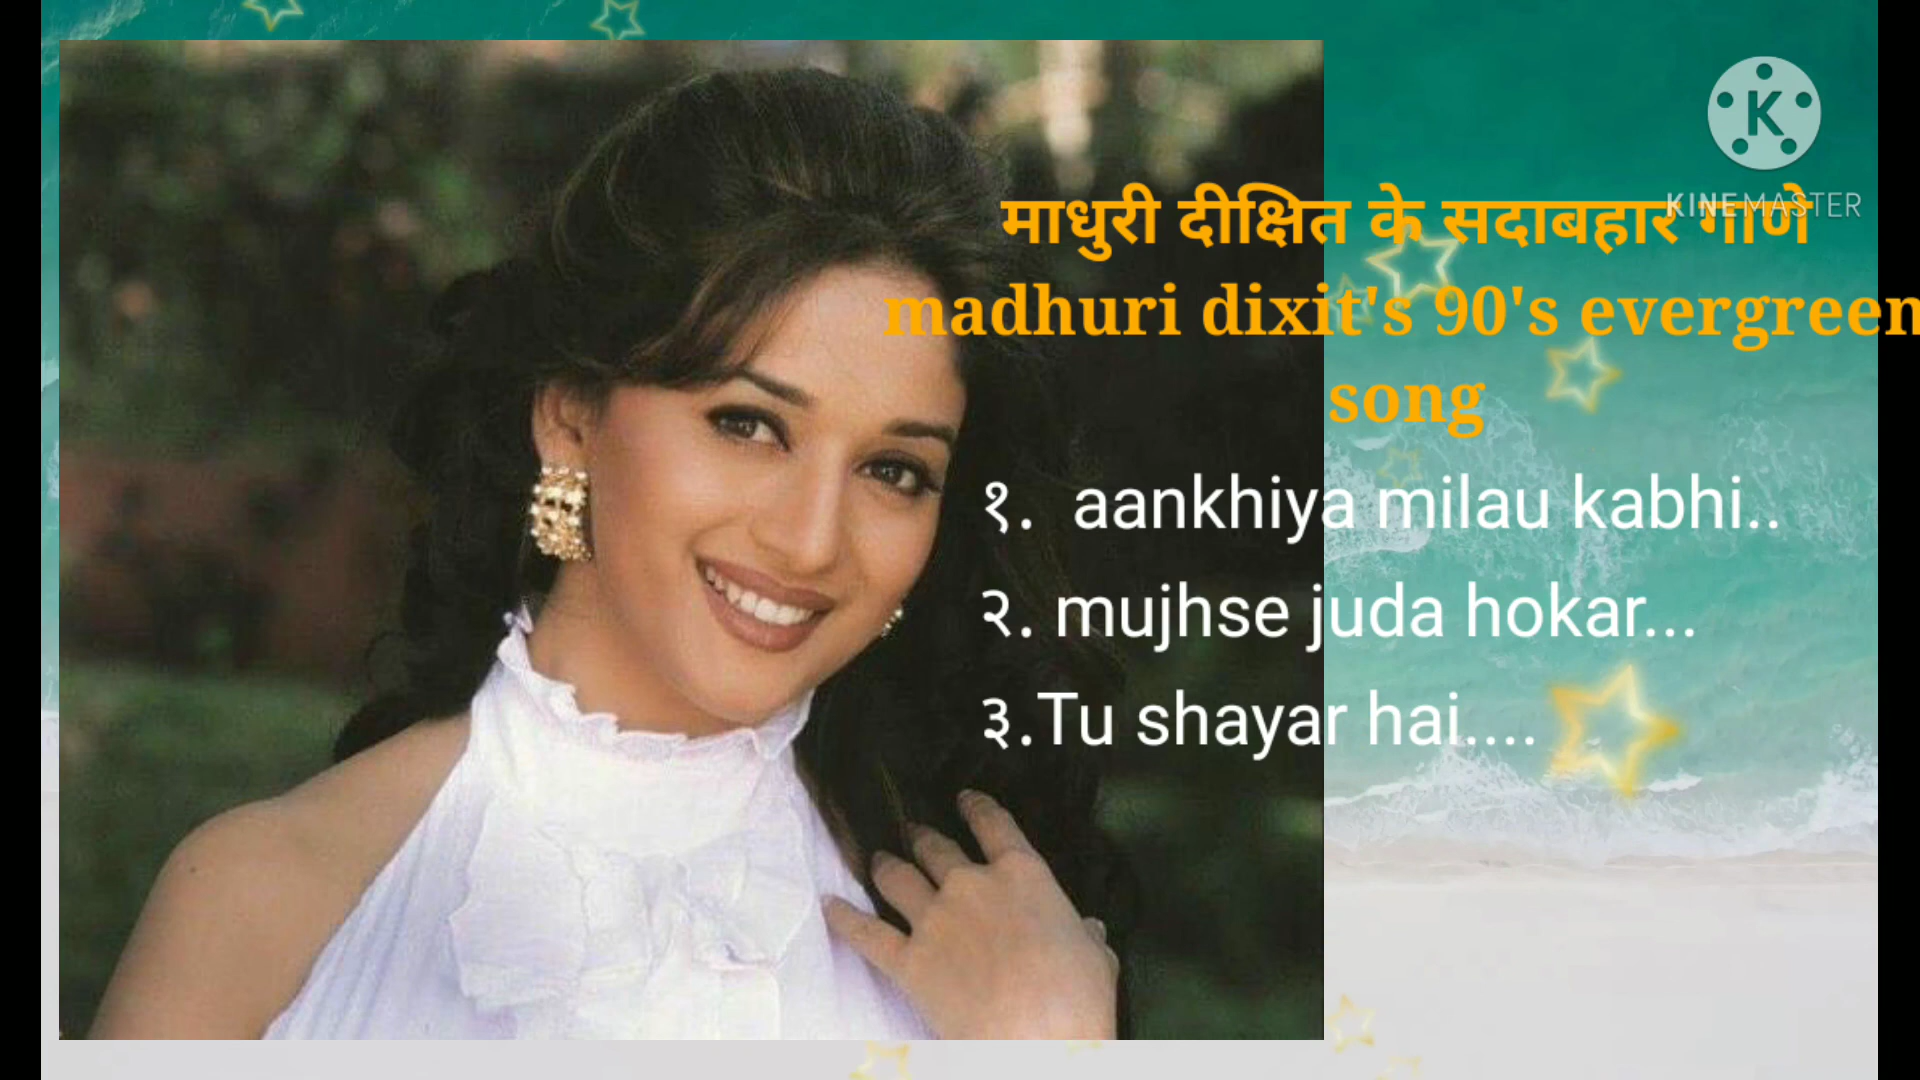 K
KINEMASTER
माधुरी दीक्षित के सदाबहार गाणे
madhuri dixit's 90's evergreen
song
१. aankhiya milau kabhi..
२. mujhse juda hokar...
३.Tu shayar hai....